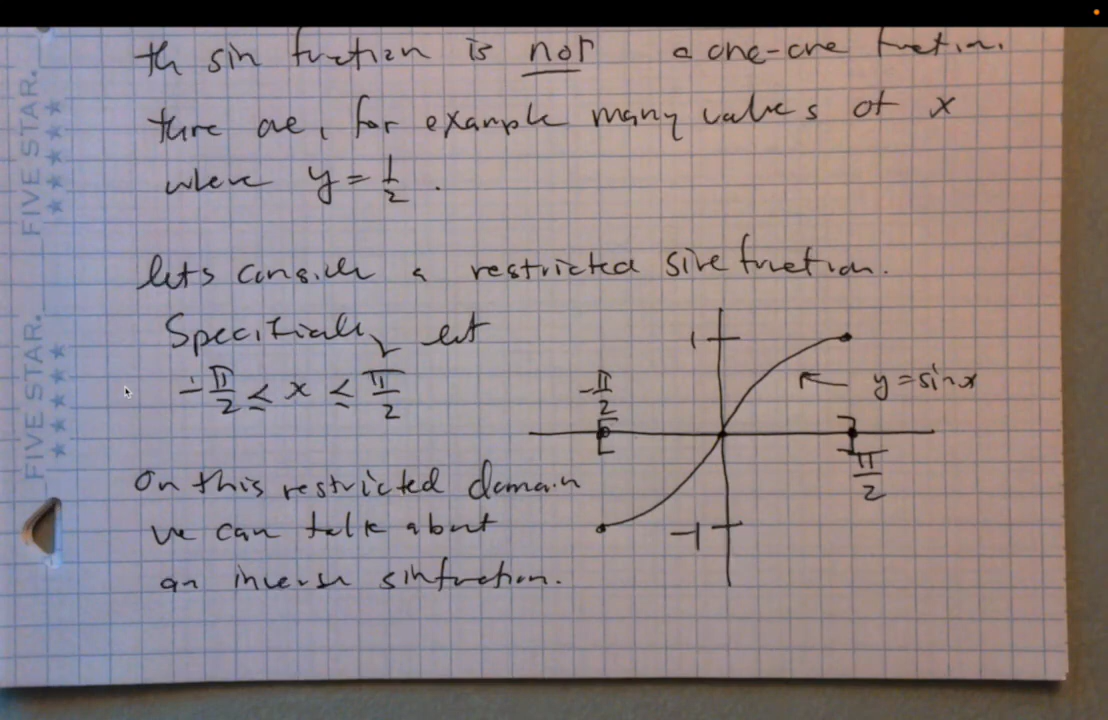 th sin function is not a one-one function.
there are, for example many values of x
where y = 1/2.
lets consider a restricted sine function.
Specifically let
-π/2 ≤ x ≤ π/2
1
-π/2
y = sin x
π/2
-1
On this restricted domain
we can talk about
an inverse sin function.
FIVE STAR.
FIVE STAR.